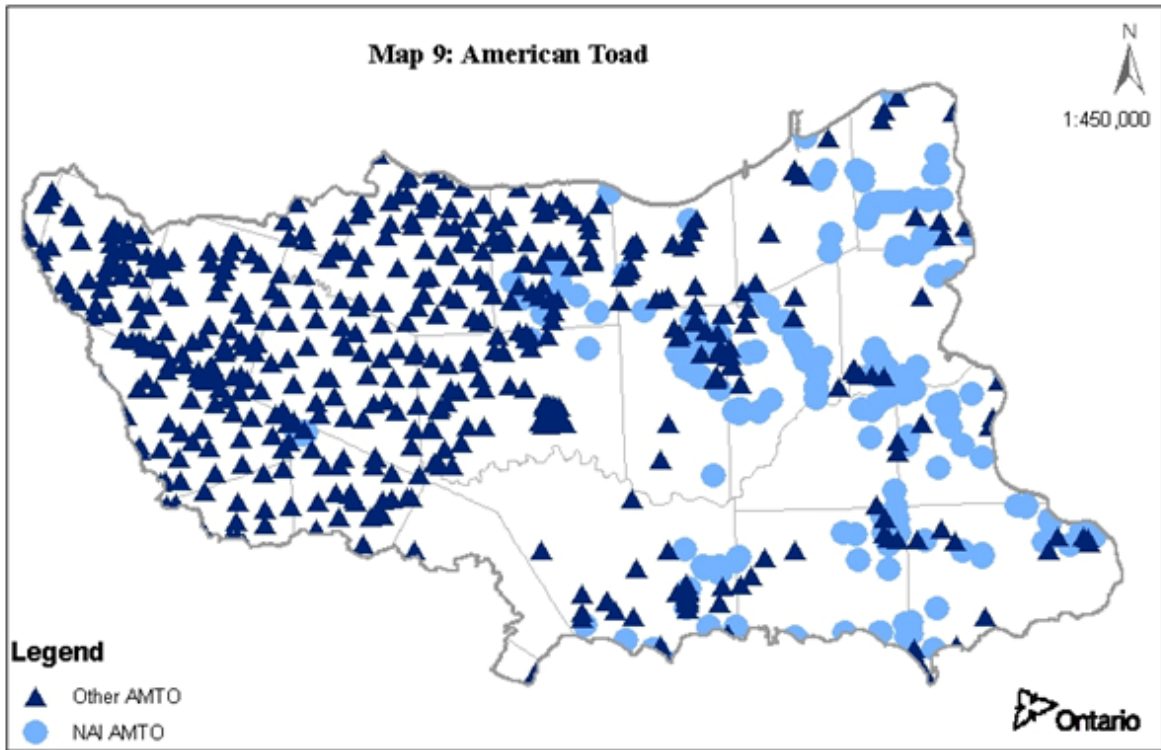 Map 9: American Toad
N
1:450,000
Legend
Other AMTO
NAI AMTO
Ontario